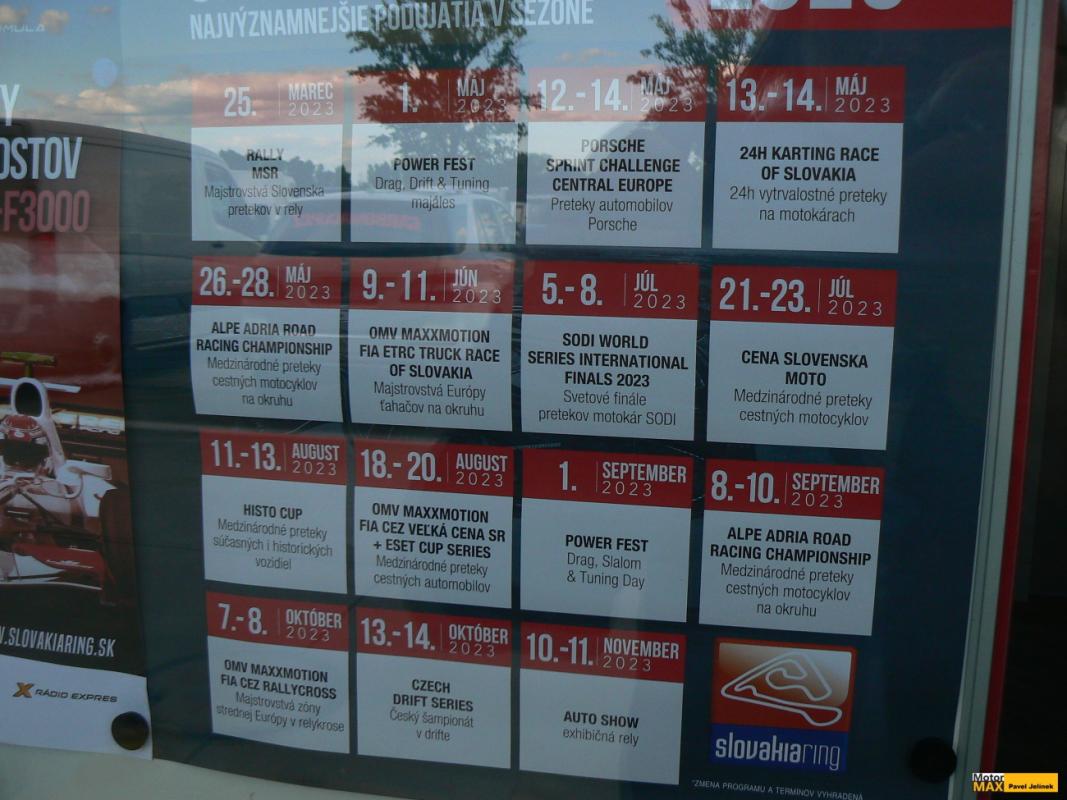 NAJVÝZNAMNEJŠIE PODUJATIA V SEZÓNE
25. MAREC 2023
RALLY
MSR
Majstrovstvá Slovenska
pretekov v rely
1. MÁJ 2023
POWER FEST
Drag, Drift & Tuning
majáles
12.-14. MÁJ 2023
PORSCHE
SPRINT CHALLENGE
CENTRAL EUROPE
Preteky automobilov
Porsche
13.-14. MÁJ 2023
24H KARTING RACE
OF SLOVAKIA
24h vytrvalostné preteky
na motokárach
26.-28. MÁJ 2023
ALPE ADRIA ROAD
RACING CHAMPIONSHIP
Medzinárodné preteky
cestných motocyklov
na okruhu
9.-11. JÚN 2023
OMV MAXXMOTION
FIA ETRC TRUCK RACE
OF SLOVAKIA
Majstrovstvá Európy
ťahačov na okruhu
5.-8. JÚL 2023
SODI WORLD
SERIES INTERNATIONAL
FINALS 2023
Svetové finále
pretekov motokár SODI
21.-23. JÚL 2023
CENA SLOVENSKA
MOTO
Medzinárodné preteky
cestných motocyklov
11.-13. AUGUST 2023
HISTO CUP
Medzinárodné preteky
súčasných i historických
vozidiel
18.-20. AUGUST 2023
OMV MAXXMOTION
FIA CEZ VEĽKÁ CENA SR
+ ESET CUP SERIES
Medzinárodné preteky
cestných automobilov
1. SEPTEMBER 2023
POWER FEST
Drag, Slalom
& Tuning Day
8.-10. SEPTEMBER 2023
ALPE ADRIA ROAD
RACING CHAMPIONSHIP
Medzinárodné preteky
cestných motocyklov
na okruhu
7.-8. OKTÓBER 2023
OMV MAXXMOTION
FIA CEZ RALLYCROSS
Majstrovstvá zóny
strednej Európy v relykrose
13.-14. OKTÓBER 2023
CZECH
DRIFT SERIES
Český šampionát
v drifte
10.-11. NOVEMBER 2023
AUTO SHOW
exhibičná rely
slovakiaring
*ZMENA PROGRAMU A TERMÍNOV VYHRADENÁ
Y
OSTOV
-F3000
W.SLOVAKIARING.SK
RÁDIO EXPRES
Motor
MAX Pavel Jelínek